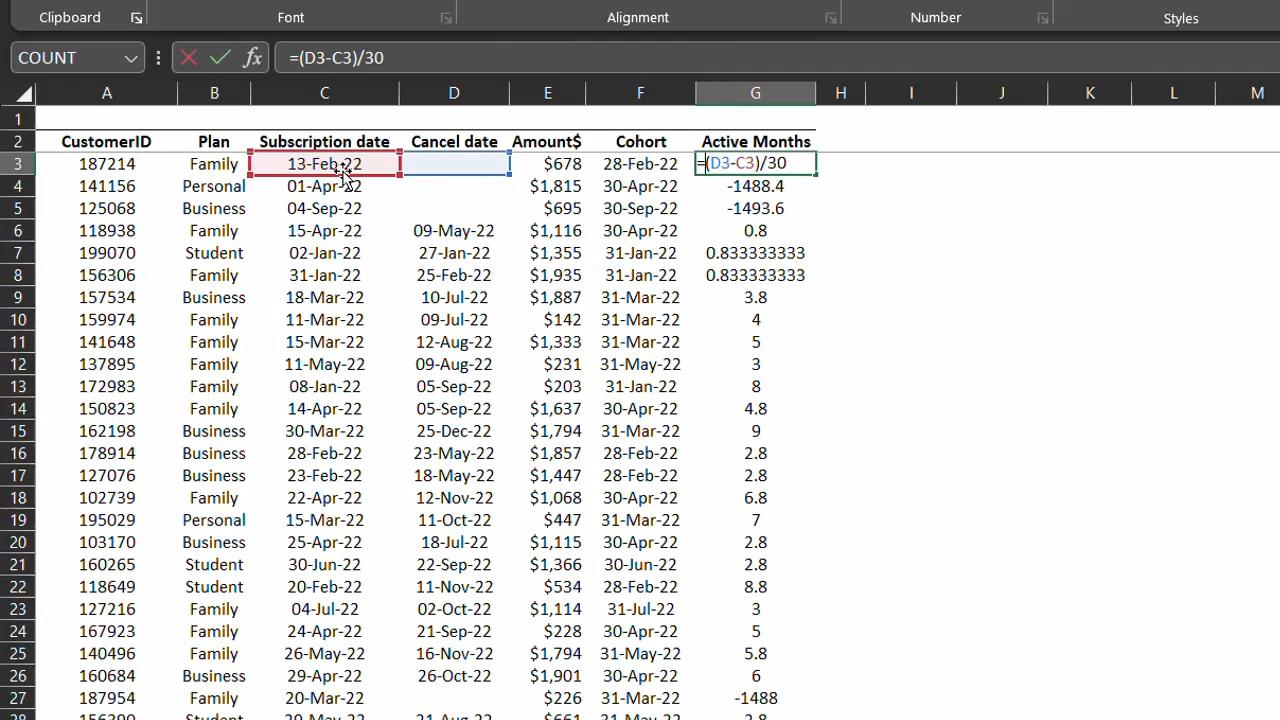 Clipboard Font Alignment Number Styles
COUNT fx =(D3-C3)/30
A B C D E F G H I J K L M
1
2 CustomerID Plan Subscription date Cancel date Amount$ Cohort Active Months
3 187214 Family 13-Feb-22 $678 28-Feb-22 =(D3-C3)/30
4 141156 Personal 01-Apr-22 $1,815 30-Apr-22 -1488.4
5 125068 Business 04-Sep-22 $695 30-Sep-22 -1493.6
6 118938 Family 15-Apr-22 09-May-22 $1,116 30-Apr-22 0.8
7 199070 Student 02-Jan-22 27-Jan-22 $1,355 31-Jan-22 0.833333333
8 156306 Family 31-Jan-22 25-Feb-22 $1,935 31-Jan-22 0.833333333
9 157534 Business 18-Mar-22 10-Jul-22 $1,887 31-Mar-22 3.8
10 159974 Family 11-Mar-22 09-Jul-22 $142 31-Mar-22 4
11 141648 Family 15-Mar-22 12-Aug-22 $1,333 31-Mar-22 5
12 137895 Family 11-May-22 09-Aug-22 $231 31-May-22 3
13 172983 Family 08-Jan-22 05-Sep-22 $203 31-Jan-22 8
14 150823 Family 14-Apr-22 05-Sep-22 $1,637 30-Apr-22 4.8
15 162198 Business 30-Mar-22 25-Dec-22 $1,794 31-Mar-22 9
16 178914 Business 28-Feb-22 23-May-22 $1,857 28-Feb-22 2.8
17 127076 Business 23-Feb-22 18-May-22 $1,447 28-Feb-22 2.8
18 102739 Family 22-Apr-22 12-Nov-22 $1,068 30-Apr-22 6.8
19 195029 Personal 15-Mar-22 11-Oct-22 $447 31-Mar-22 7
20 103170 Business 25-Apr-22 18-Jul-22 $1,115 30-Apr-22 2.8
21 160265 Student 30-Jun-22 22-Sep-22 $1,366 30-Jun-22 2.8
22 118649 Student 20-Feb-22 11-Nov-22 $534 28-Feb-22 8.8
23 127216 Family 04-Jul-22 02-Oct-22 $1,114 31-Jul-22 3
24 167923 Family 24-Apr-22 21-Sep-22 $228 30-Apr-22 5
25 140496 Family 26-May-22 16-Nov-22 $1,794 31-May-22 5.8
26 160684 Business 29-Apr-22 26-Oct-22 $1,901 30-Apr-22 6
27 187954 Family 20-Mar-22 $226 31-Mar-22 -1488
28 156390 Student 29-May-22 21-Aug-22 $661 31-May-22 2.8